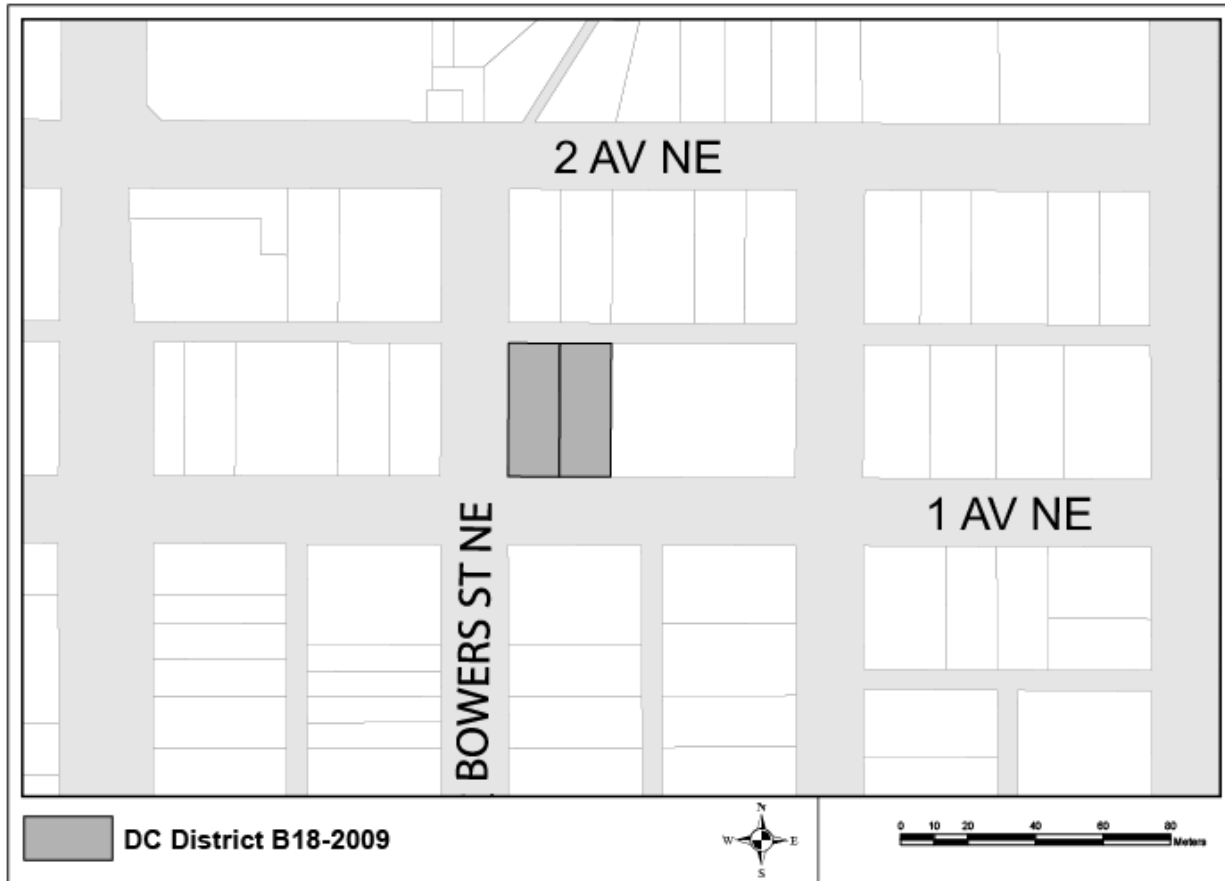 2 AV NE
1 AV NE
BOWERS ST NE
DC District B18-2009
N
W E
S
0 10 20 40 60 80
Meters